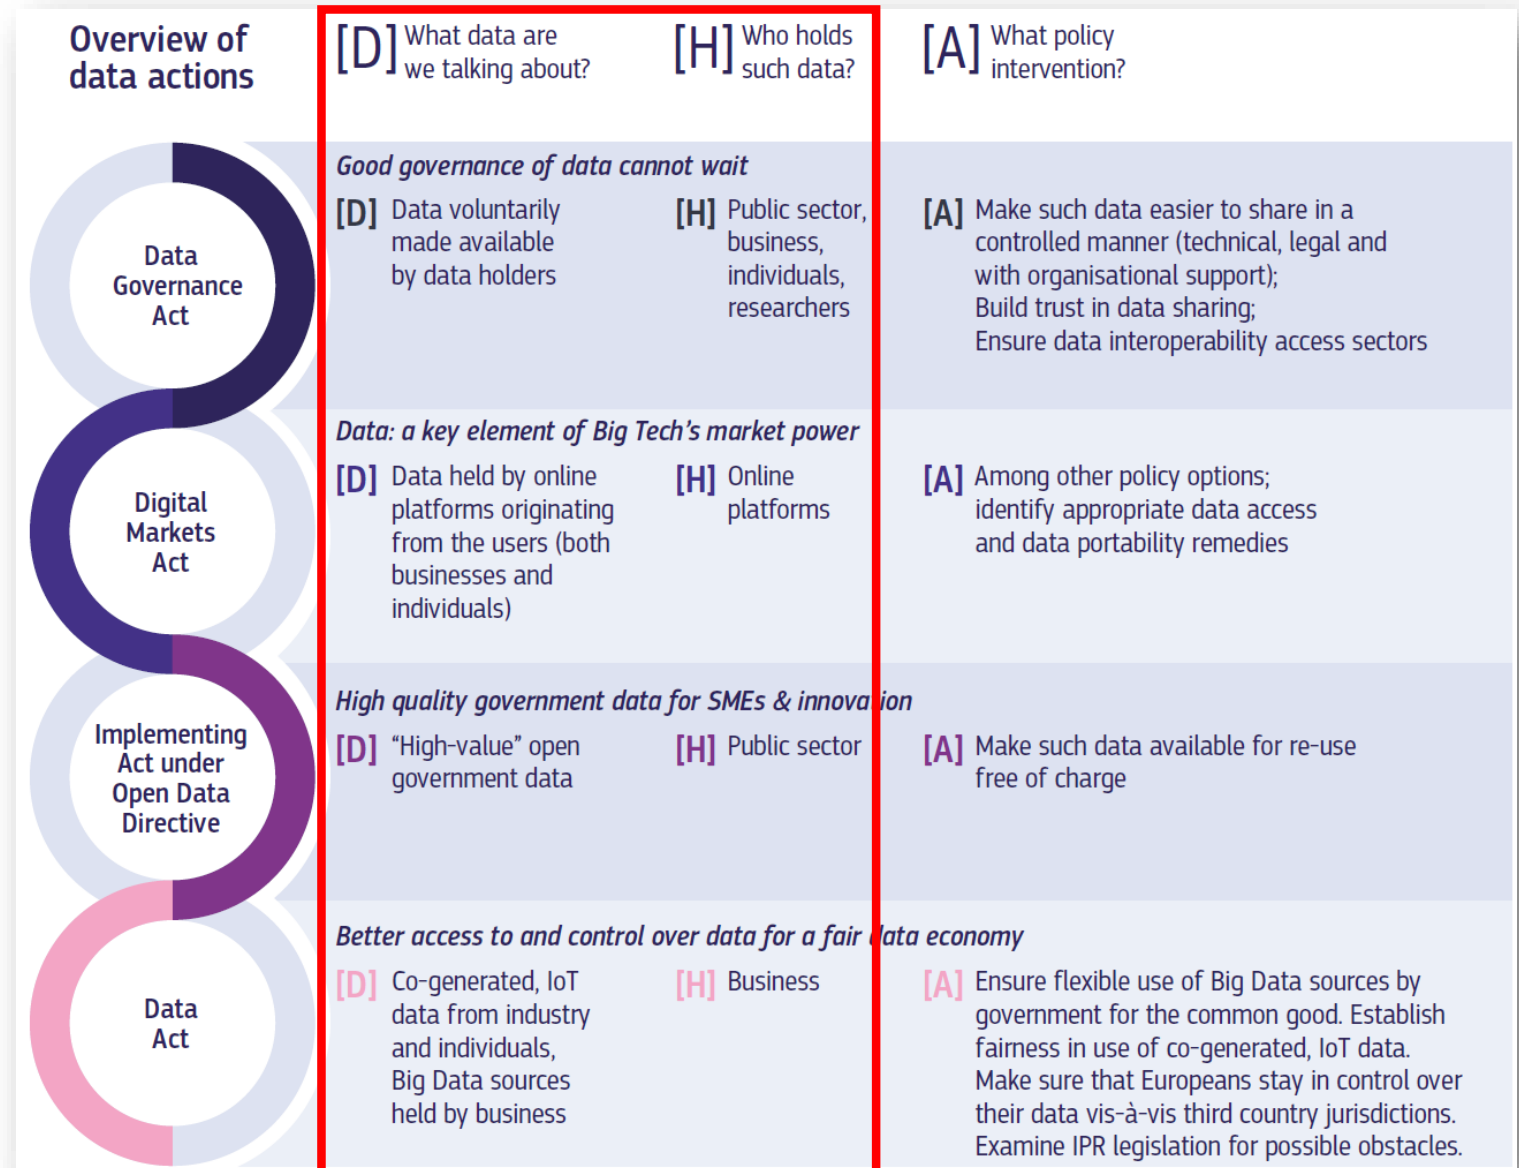 Overview of
data actions
[D] What data are
we talking about?
[H] Who holds
such data?
[A] What policy
intervention?
Data
Governance
Act
Good governance of data cannot wait
[D] Data voluntarily
made available
by data holders
[H] Public sector,
business,
individuals,
researchers
[A] Make such data easier to share in a
controlled manner (technical, legal and
with organisational support);
Build trust in data sharing;
Ensure data interoperability access sectors
Digital
Markets
Act
Data: a key element of Big Tech's market power
[D] Data held by online
platforms originating
from the users (both
businesses and
individuals)
[H] Online
platforms
[A] Among other policy options;
identify appropriate data access
and data portability remedies
Implementing
Act under
Open Data
Directive
High quality government data for SMEs & innovation
[D] “High-value” open
government data
[H] Public sector
[A] Make such data available for re-use
free of charge
Data
Act
Better access to and control over data for a fair data economy
[D] Co-generated, IoT
data from industry
and individuals,
Big Data sources
held by business
[H] Business
[A] Ensure flexible use of Big Data sources by
government for the common good. Establish
fairness in use of co-generated, IoT data.
Make sure that Europeans stay in control over
their data vis-à-vis third country jurisdictions.
Examine IPR legislation for possible obstacles.